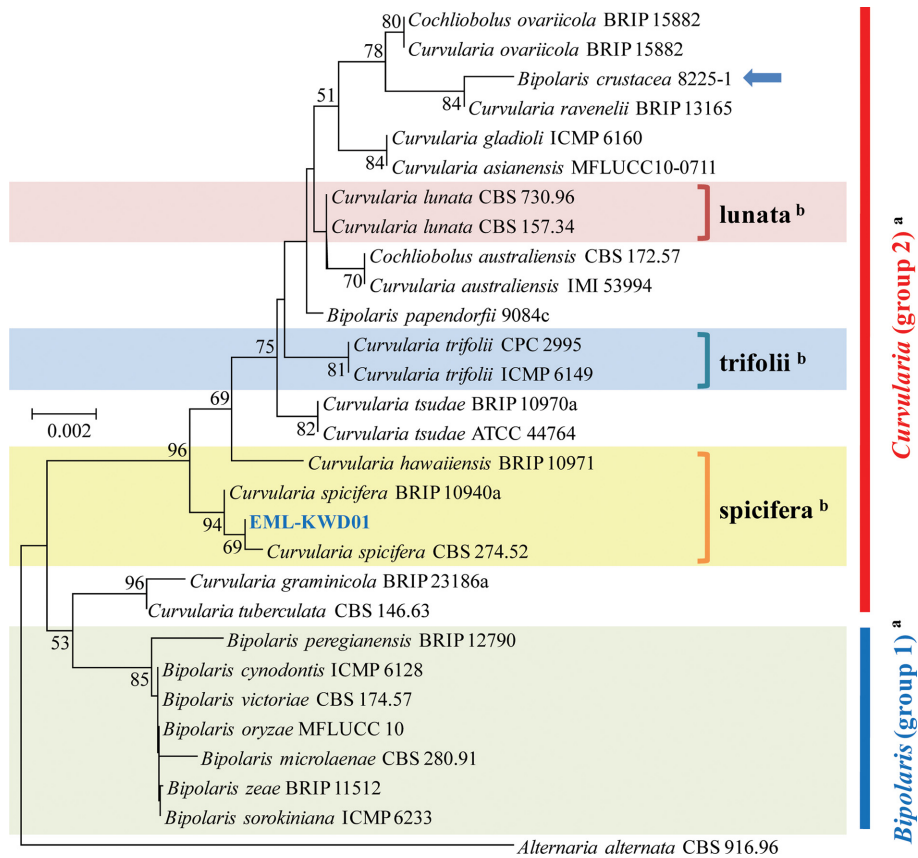 Cochliobolus ovariicola BRIP 15882
80
Curvularia ovariicola BRIP 15882
78
Bipolaris crustacea 8225-1
84
Curvularia ravenelii BRIP 13165
51
Curvularia gladioli ICMP 6160
84
Curvularia asianensis MFLUCC10-0711
Curvularia lunata CBS 730.96
lunata b
Curvularia lunata CBS 157.34
Cochliobolus australiensis CBS 172.57
70
Curvularia australiensis IMI 53994
Bipolaris papendorfii 9084c
75
Curvularia trifolii CPC 2995
trifolii b
81
Curvularia trifolii ICMP 6149
69
Curvularia tsudae BRIP 10970a
82
Curvularia tsudae ATCC 44764
0.002
96
Curvularia hawaiiensis BRIP 10971
Curvularia spicifera BRIP 10940a
spicifera b
94
EML-KWD01
69
Curvularia spicifera CBS 274.52
96
Curvularia graminicola BRIP 23186a
Curvularia tuberculata CBS 146.63
53
Bipolaris peregianensis BRIP 12790
85
Bipolaris cynodontis ICMP 6128
Bipolaris victoriae CBS 174.57
Bipolaris oryzae MFLUCC 10
Bipolaris microlaenae CBS 280.91
Bipolaris zeae BRIP 11512
Bipolaris sorokiniana ICMP 6233
Alternaria alternata CBS 916.96
Curvularia (group 2) a
Bipolaris (group 1) a